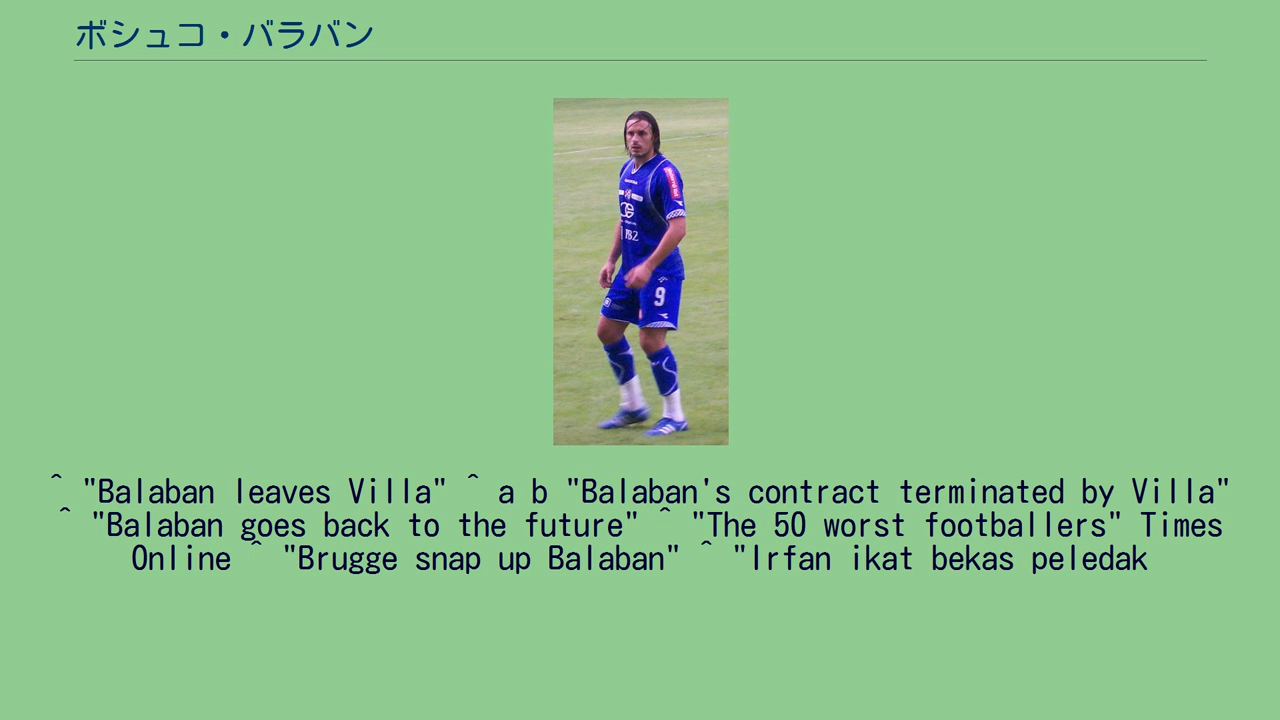 ボシュコ・バラバン
9
^ "Balaban leaves Villa" ^ a b "Balaban's contract terminated by Villa"
^ "Balaban goes back to the future" ^ "The 50 worst footballers" Times
Online ^ "Brugge snap up Balaban" ^ "Irfan ikat bekas peledak